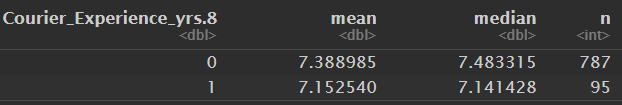 Courier_Experience_yrs.8 mean median n
<dbl> <dbl> <dbl> <int>
0 7.388985 7.483315 787
1 7.152540 7.141428 95